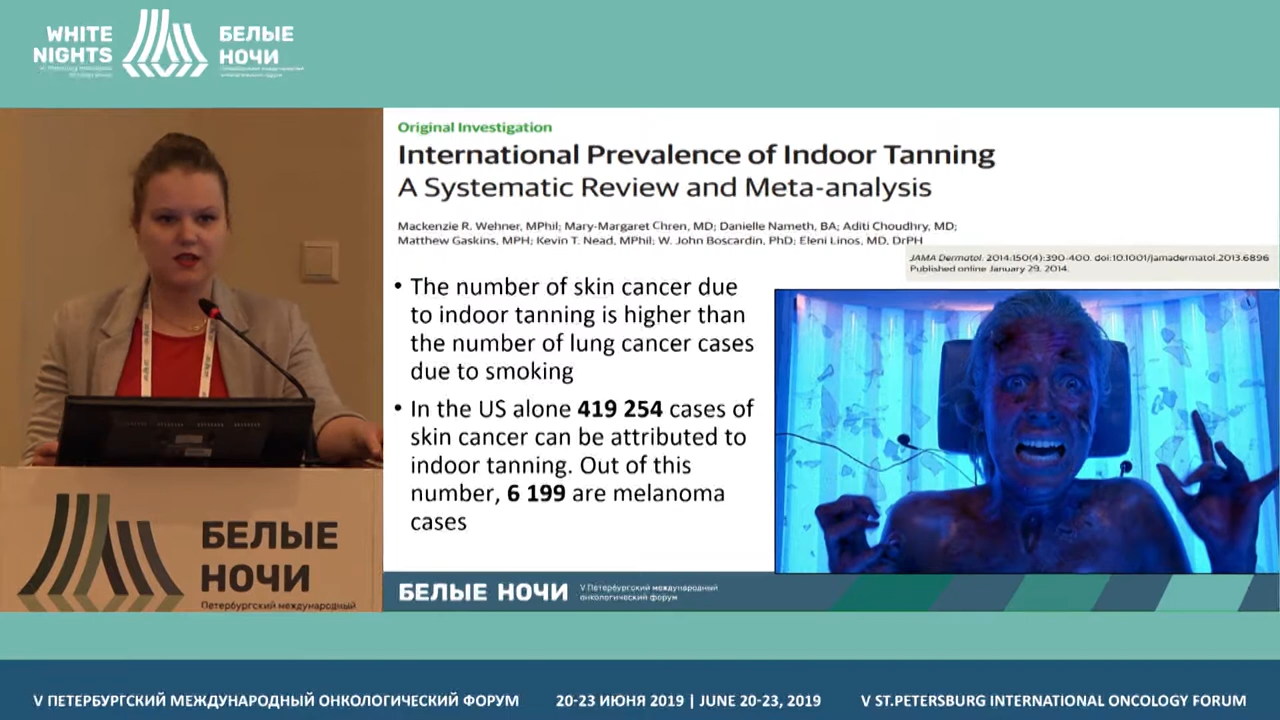 WHITE
NIGHTS
БЕЛЫЕ
НОЧИ
Original Investigation
International Prevalence of Indoor Tanning
A Systematic Review and Meta-analysis
Mackenzie R. Wehner, MPhil; Mary-Margaret Chren, MD; Danielle Nameth, BA; Aditi Choudhry, MD;
Matthew Gaskins, MPH; Kevin T. Nead, MPhil; W. John Boscardin, PhD; Eleni Linos, MD, DrPH
JAMA Dermatol. 2014;150(4):390-400. doi:10.1001/jamadermatol.2013.6896
Published online January 29, 2014.
• The number of skin cancer due
to indoor tanning is higher than
the number of lung cancer cases
due to smoking
• In the US alone 419 254 cases of
skin cancer can be attributed to
indoor tanning. Out of this
number, 6 199 are melanoma
cases
БЕЛЫЕ НОЧИ
V Петербургский международный
онкологический форум
БЕЛЫЕ
НОЧИ
Петербургский международный
V ПЕТЕРБУРГСКИЙ МЕЖДУНАРОДНЫЙ ОНКОЛОГИЧЕСКИЙ ФОРУМ
20-23 ИЮНЯ 2019 | JUNE 20-23, 2019
V ST.PETERSBURG INTERNATIONAL ONCOLOGY FORUM